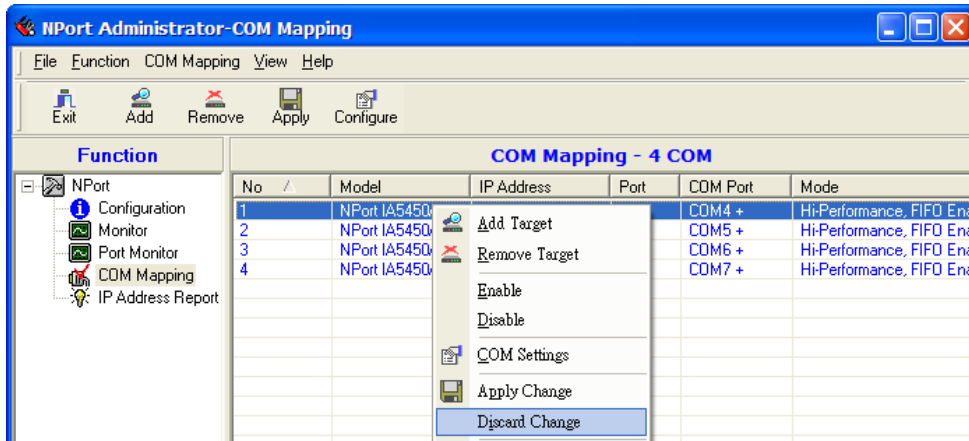 NPort Administrator-COM Mapping
File Function COM Mapping View Help
Exit Add Remove Apply Configure
Function
COM Mapping - 4 COM
NPort
Configuration
Monitor
Port Monitor
COM Mapping
IP Address Report
No Model IP Address Port COM Port Mode
1 NPort IA5450 COM4 + Hi-Performance, FIFO Ena
2 NPort IA5450 COM5 + Hi-Performance, FIFO Ena
3 NPort IA5450 COM6 + Hi-Performance, FIFO Ena
4 NPort IA5450 COM7 + Hi-Performance, FIFO Ena
Add Target
Remove Target
Enable
Disable
COM Settings
Apply Change
Discard Change